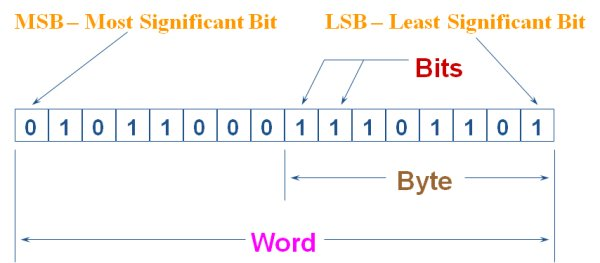 MSB – Most Significant Bit LSB – Least Significant Bit
Bits
0 1 0 1 1 0 0 0 1 1 1 0 1 1 0 1
Byte
Word